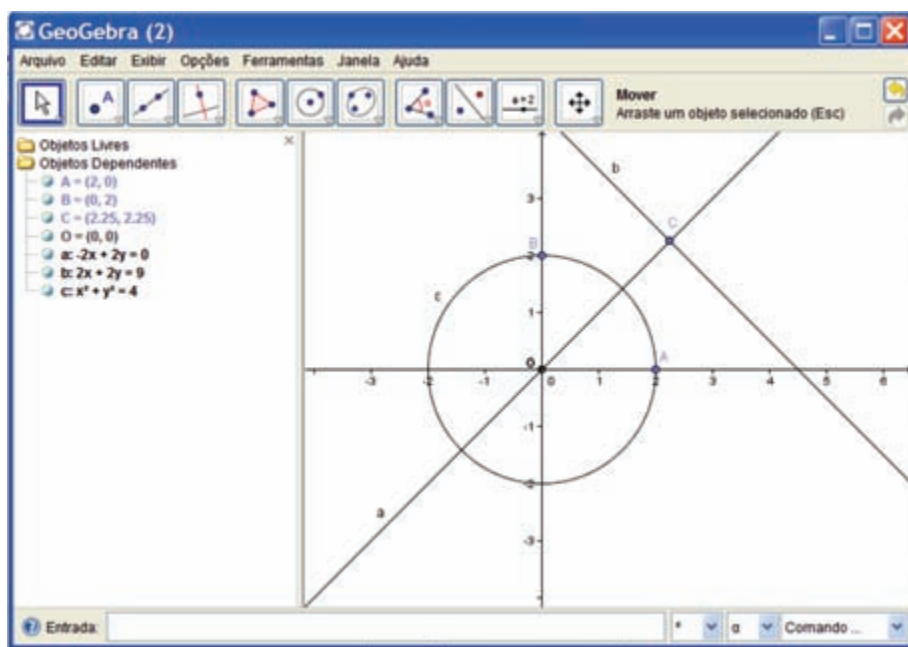 GeoGebra (2)
Arquivo Editar Exibir Opções Ferramentas Janela Ajuda
A
a=2
Mover
Arraste um objeto selecionado (Esc)
Objetos Livres
Objetos Dependentes
A = (2, 0)
B = (0, 2)
C = (2.25, 2.25)
O = (0, 0)
a: -2x + 2y = 0
b: 2x + 2y = 9
c: x² + y² = 4
b
3
C
B
2
c
1
O
A
-3 -2 -1 0 1 2 3 4 5 6
-1
-2
a
-3
Entrada:
α
Comando ...